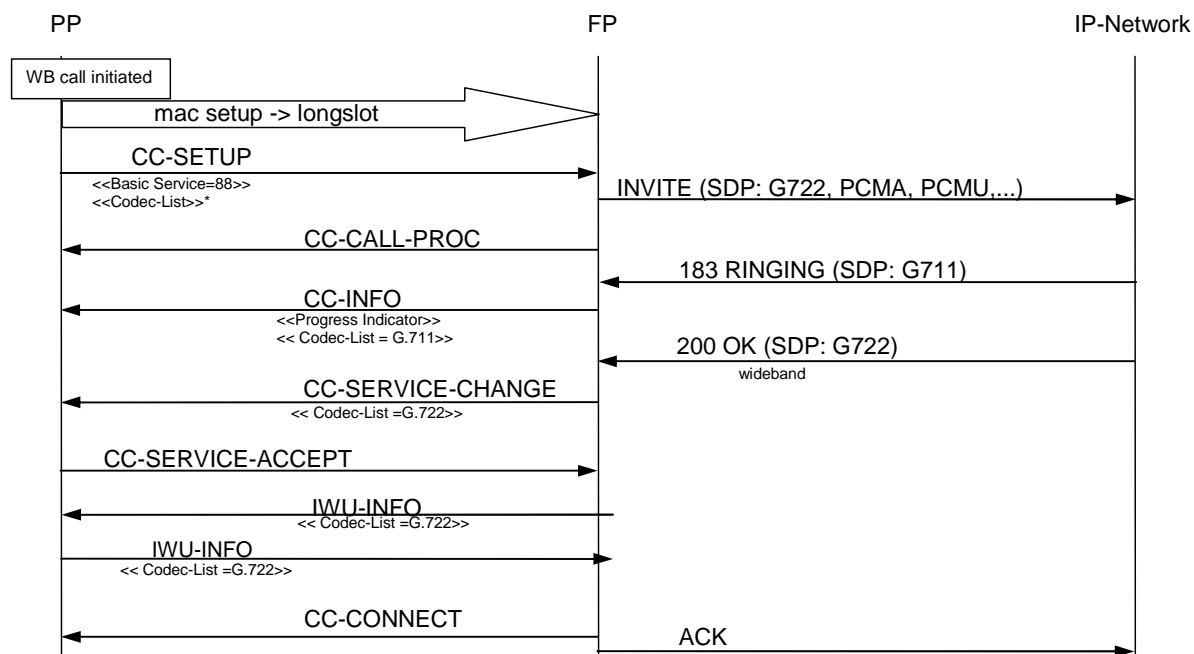 PP FP IP-Network
WB call initiated
mac setup -> longslot
CC-SETUP
<<Basic Service=88>>
<<Codec-List>>*
INVITE (SDP: G722, PCMA, PCMU,...)
CC-CALL-PROC
183 RINGING (SDP: G711)
CC-INFO
<<Progress Indicator>>
<< Codec-List = G.711>>
200 OK (SDP: G722)
wideband
CC-SERVICE-CHANGE
<< Codec-List =G.722>>
CC-SERVICE-ACCEPT
IWU-INFO
<< Codec-List =G.722>>
IWU-INFO
<< Codec-List =G.722>>
CC-CONNECT
ACK